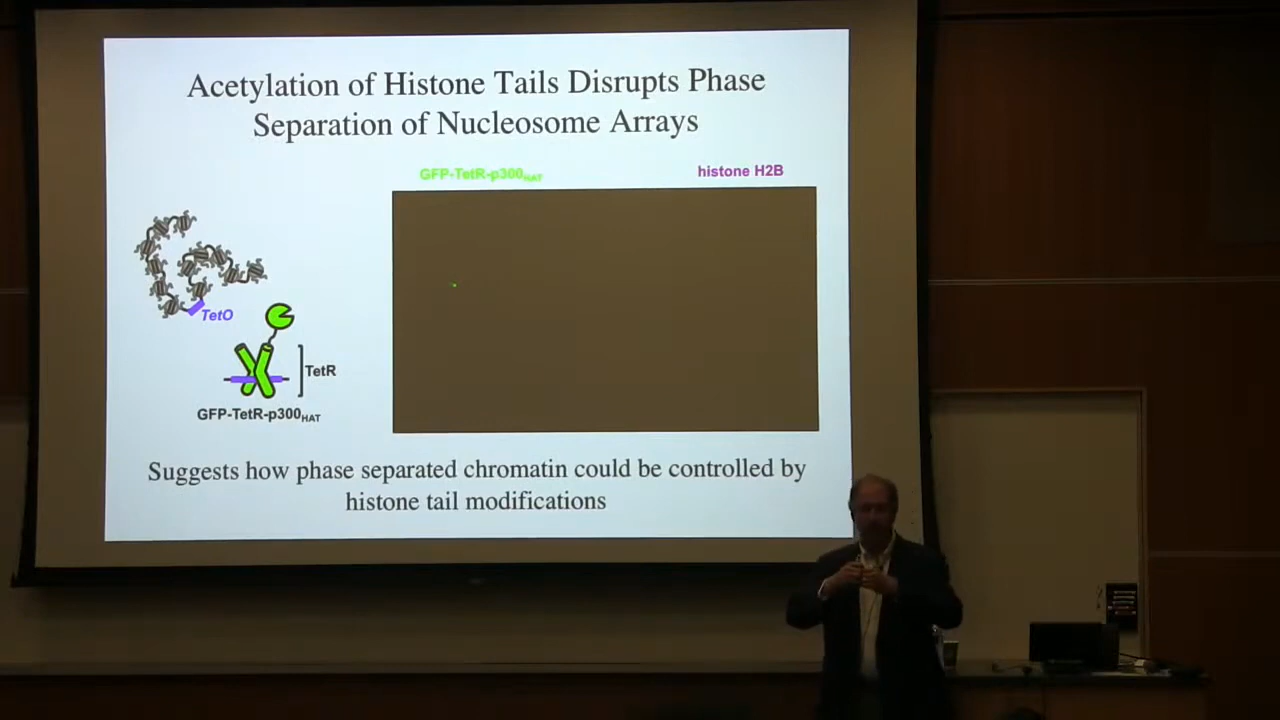 Acetylation of Histone Tails Disrupts Phase
Separation of Nucleosome Arrays
GFP-TetR-p300HAT
histone H2B
TetO
TetR
GFP-TetR-p300HAT
Suggests how phase separated chromatin could be controlled by
histone tail modifications